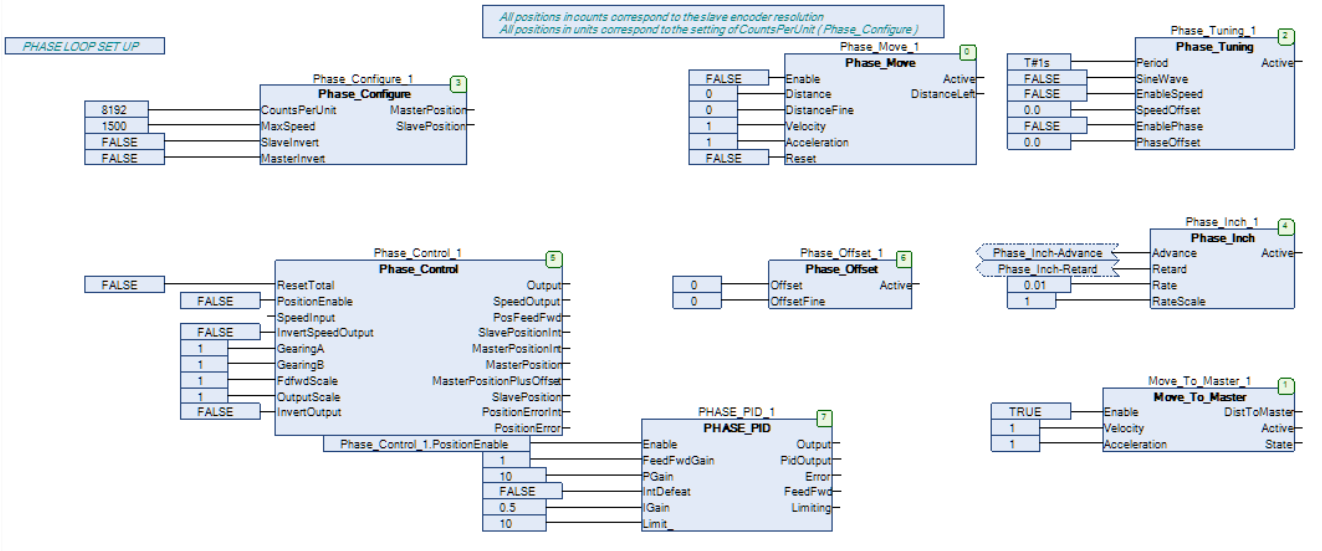 All positions in counts correspond to the slave encoder resolution
All positions in units correspond to the setting of CountsPerUnit ( Phase_Configure )
PHASE LOOP SET UP
Phase_Configure_1
3
Phase_Configure
8192 CountsPerUnit MasterPosition
1500 MaxSpeed SlavePosition
FALSE SlaveInvert
FALSE MasterInvert
Phase_Move_1
0
Phase_Move
FALSE Enable Active
0 Distance DistanceLeft
0 DistanceFine
1 Velocity
1 Acceleration
FALSE Reset
Phase_Tuning_1
2
Phase_Tuning
T#1s Period Active
FALSE SineWave
FALSE EnableSpeed
0.0 SpeedOffset
FALSE EnablePhase
0.0 PhaseOffset
Phase_Control_1
5
Phase_Control
FALSE ResetTotal Output
FALSE PositionEnable SpeedOutput
SpeedInput PosFeedFwd
FALSE InvertSpeedOutput SlavePositionInt
1 GearingA MasterPositionInt
1 GearingB MasterPosition
1 FdfwdScale MasterPositionPlusOffset
1 OutputScale SlavePosition
FALSE InvertOutput PositionErrorInt
PositionError
Phase_Offset_1
6
Phase_Offset
0 Offset Active
0 OffsetFine
Phase_Inch_1
4
Phase_Inch
Phase_Inch-Advance Advance Active
Phase_Inch-Retard Retard
0.01 Rate
1 RateScale
PHASE_PID_1
7
PHASE_PID
Phase_Control_1.PositionEnable Enable Output
1 FeedFwdGain PidOutput
10 PGain Error
FALSE IntDefeat FeedFwd
0.5 IGain Limiting
10 Limit_
Move_To_Master_1
1
Move_To_Master
TRUE Enable DistToMaster
1 Velocity Active
1 Acceleration State